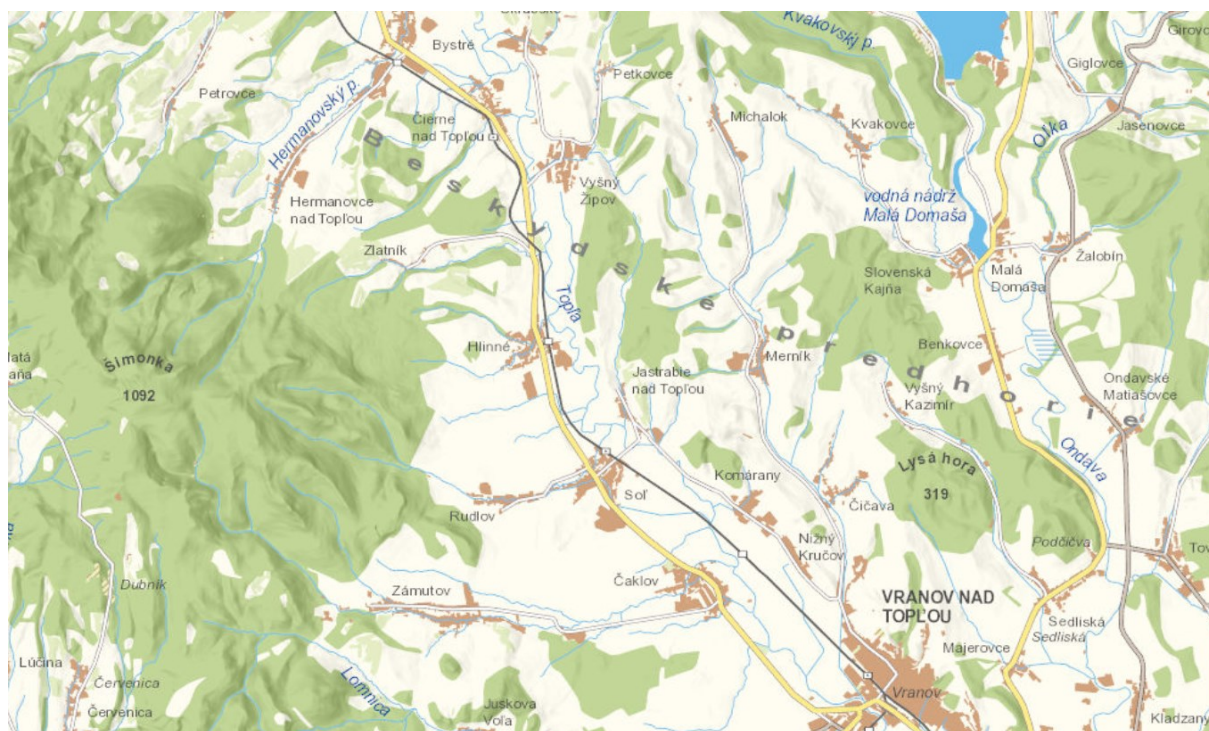 Kvakovský p.
Bystré
Giglovce
Petrovce
Petkovce
Hermanovský p.
Čierne
nad Topľou
Michalok
Kvakovce
Oľka
Jasenovce
Beskydské predhorie
Vyšný
Žipov
Hermanovce
nad Topľou
vodná nádrž
Malá Domaša
Zlatník
Slovenská
Kajňa
Malá
Domaša
Žalobín
Topľa
Hlinné
Merník
Benkovce
Šimonka
1092
Jastrabie
nad Topľou
Vyšný
Kazimír
Ondavské
Matiašovce
Lysá hora
319
Ondava
Komárany
Soľ
Čičava
Rudlov
Nižný
Kručov
Podčičva
Dubník
Čaklov
Zámutov
VRANOV NAD
TOPĽOU
Sedliská
Sedliská
Majerovce
Lúčina
Červenica
Červenica
Lomnica
Juskova
Voľa
Vranov
Kladzany